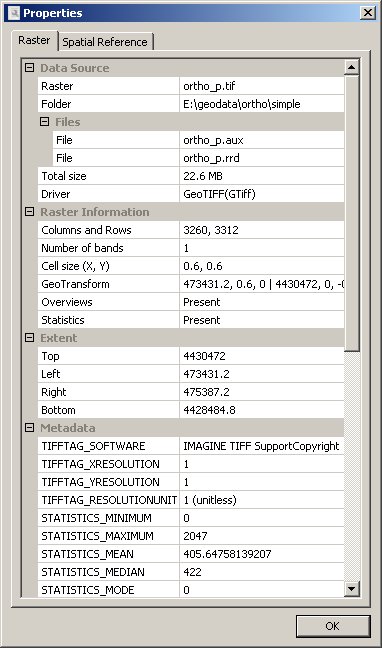 Properties
Raster Spatial Reference
Data Source
Raster ortho_p.tif
Folder E:\geodata\ortho\simple
Files
File ortho_p.aux
File ortho_p.rrd
Total size 22.6 MB
Driver GeoTIFF(GTiff)
Raster Information
Columns and Rows 3260, 3312
Number of bands 1
Cell size (X, Y) 0.6, 0.6
GeoTransform 473431.2, 0.6, 0 | 4430472, 0, -0
Overviews Present
Statistics Present
Extent
Top 4430472
Left 473431.2
Right 475387.2
Bottom 4428484.8
Metadata
TIFFTAG_SOFTWARE IMAGINE TIFF SupportCopyright
TIFFTAG_XRESOLUTION 1
TIFFTAG_YRESOLUTION 1
TIFFTAG_RESOLUTIONUNIT 1 (unitless)
STATISTICS_MINIMUM 0
STATISTICS_MAXIMUM 2047
STATISTICS_MEAN 405.64758139207
STATISTICS_MEDIAN 422
STATISTICS_MODE 0
OK